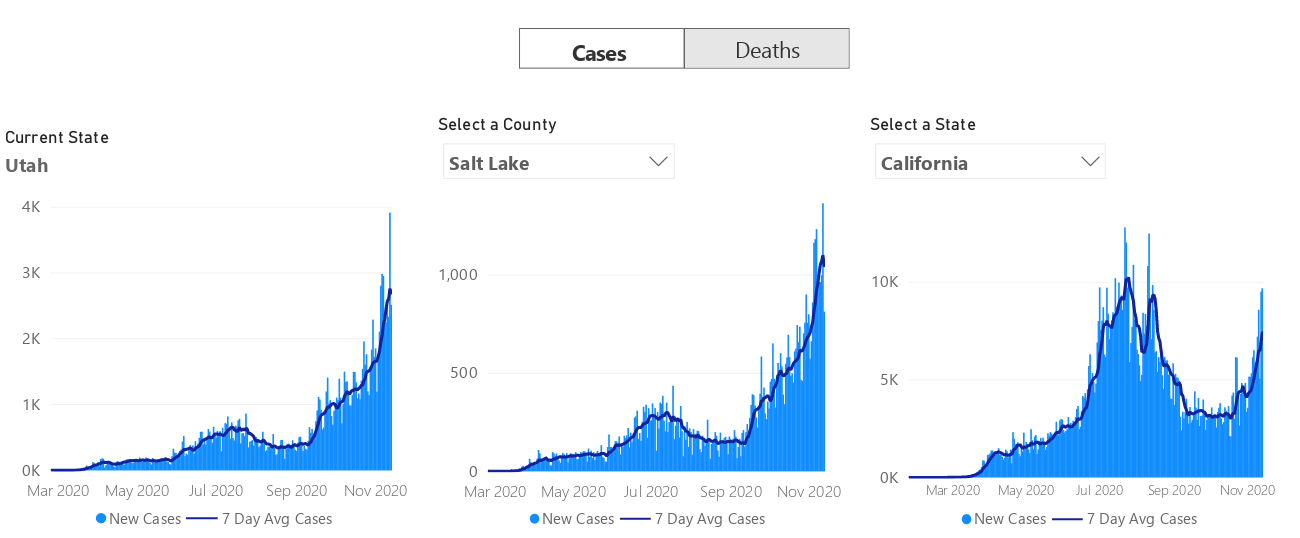 Cases Deaths
Current State
Utah
4K
3K
2K
1K
0K
Mar 2020 May 2020 Jul 2020 Sep 2020 Nov 2020
New Cases 7 Day Avg Cases
Select a County
Salt Lake
1,000
500
0
Mar 2020 May 2020 Jul 2020 Sep 2020 Nov 2020
New Cases 7 Day Avg Cases
Select a State
California
10K
5K
0K
Mar 2020 May 2020 Jul 2020 Sep 2020 Nov 2020
New Cases 7 Day Avg Cases